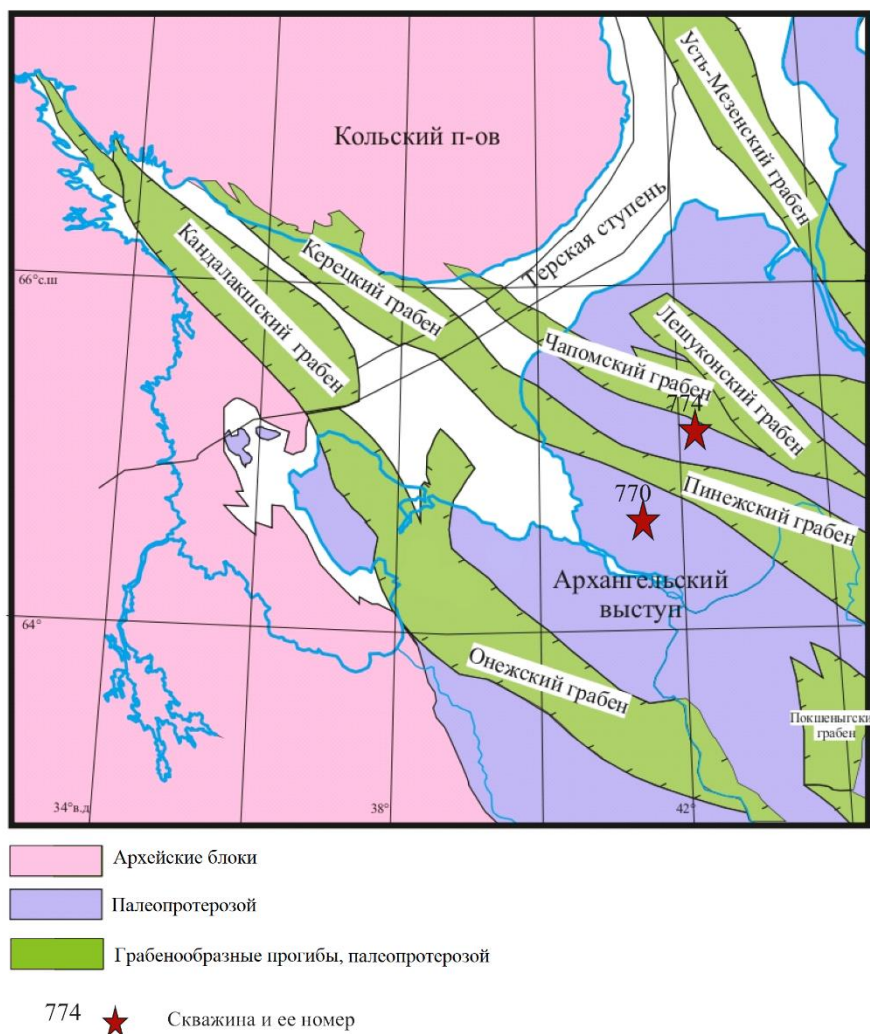 Усть-Мезенский грабен
Кольский п-ов
Терская ступень
Кандалакшский грабен
Керецкий грабен
66°с.ш
Лешуконский грабен
Чапомский грабен
774
770
Пинежский грабен
Архангельский
выступ
64°
Онежский грабен
Покшеныгски
грабен
34°в.д
38°
42°
Архейские блоки
Палеопротерозой
Грабенообразные прогибы, палеопротерозой
774 Скважина и ее номер